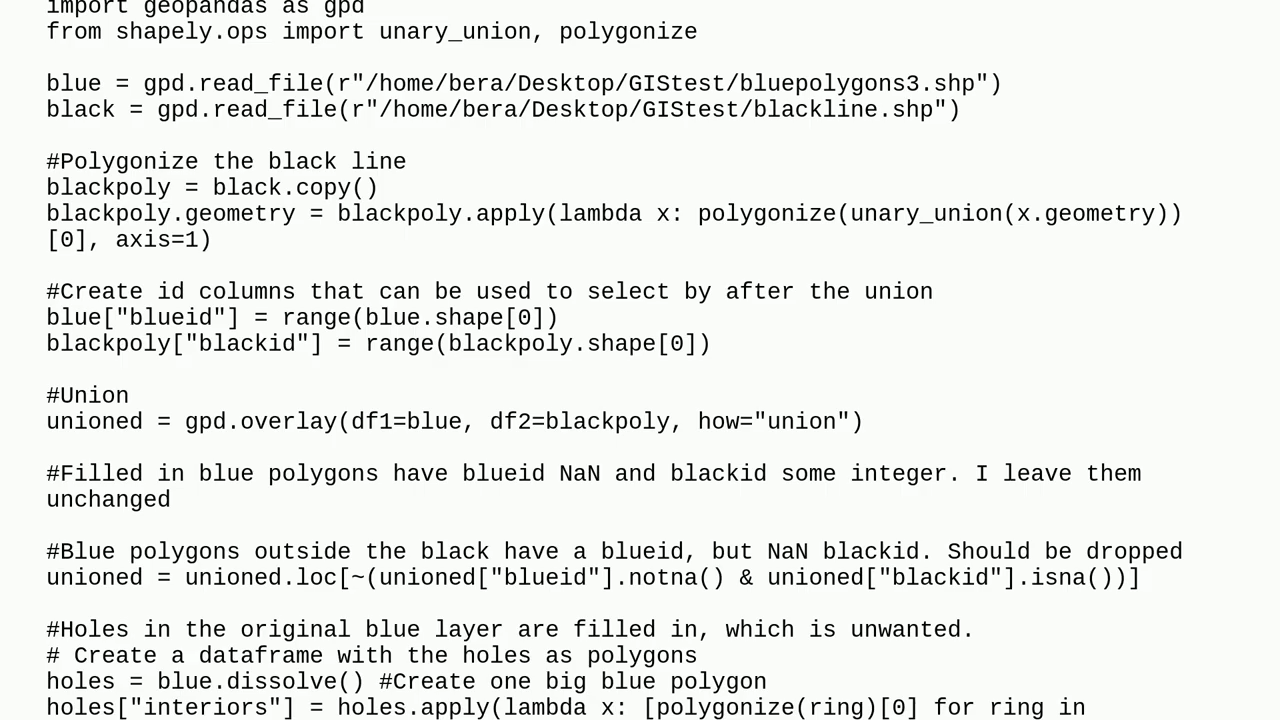 import geopandas as gpd
from shapely.ops import unary_union, polygonize
blue = gpd.read_file(r"/home/bera/Desktop/GIStest/bluepolygons3.shp")
black = gpd.read_file(r"/home/bera/Desktop/GIStest/blackline.shp")
#Polygonize the black line
blackpoly = black.copy()
blackpoly.geometry = blackpoly.apply(lambda x: polygonize(unary_union(x.geometry))
[0], axis=1)
#Create id columns that can be used to select by after the union
blue["blueid"] = range(blue.shape[0])
blackpoly["blackid"] = range(blackpoly.shape[0])
#Union
unioned = gpd.overlay(df1=blue, df2=blackpoly, how="union")
#Filled in blue polygons have blueid NaN and blackid some integer. I leave them
unchanged
#Blue polygons outside the black have a blueid, but NaN blackid. Should be dropped
unioned = unioned.loc[~(unioned["blueid"].notna() & unioned["blackid"].isna())]
#Holes in the original blue layer are filled in, which is unwanted.
# Create a dataframe with the holes as polygons
holes = blue.dissolve() #Create one big blue polygon
holes["interiors"] = holes.apply(lambda x: [polygonize(ring)[0] for ring in